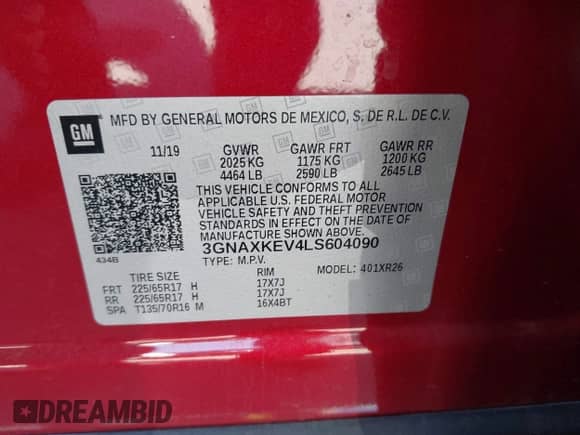 GM
MFD BY GENERAL MOTORS DE MEXICO, S. DE R.L. DE C.V.
11/19 GVWR GAWR FRT GAWR RR
2025 KG 1175 KG 1200 KG
4464 LB 2590 LB 2645 LB
THIS VEHICLE CONFORMS TO ALL
APPLICABLE U.S. FEDERAL MOTOR
VEHICLE SAFETY AND THEFT PREVENTION
STANDARDS IN EFFECT ON THE DATE OF
MANUFACTURE SHOWN ABOVE.
434B
3GNAXKEV4LS604090
TYPE: M.P.V.
TIRE SIZE RIM 401XR26
FRT 225/65R17 H 17X7J
RR 225/65R17 H 17X7J
SPA T135/70R16 M 16X4BT
DREAMBID